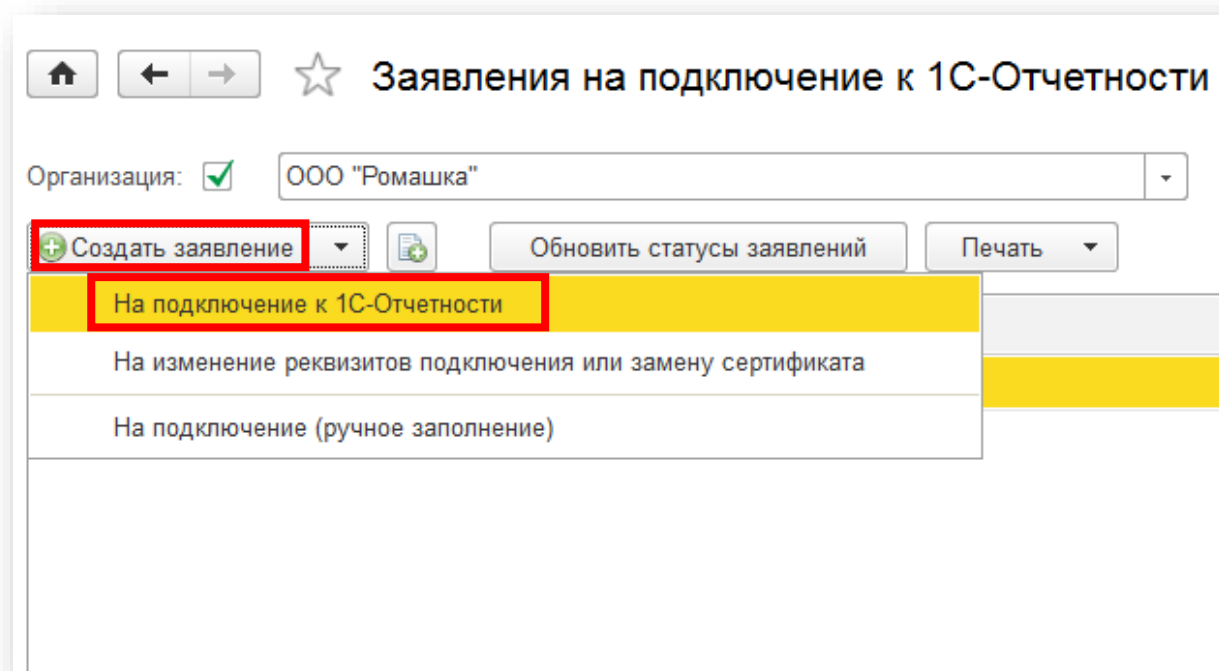 Заявления на подключение к 1С-Отчетности
Организация: ООО "Ромашка"
Создать заявление Обновить статусы заявлений Печать
На подключение к 1С-Отчетности
На изменение реквизитов подключения или замену сертификата
На подключение (ручное заполнение)